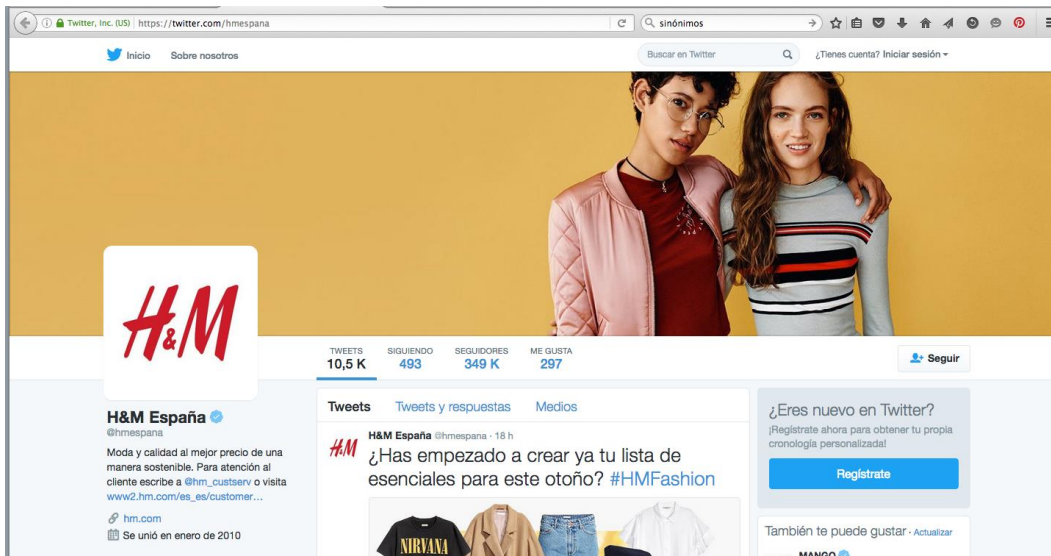 Twitter, Inc. (US) https://twitter.com/hmespana sinónimos
Inicio Sobre nosotros Buscar en Twitter ¿Tienes cuenta? Iniciar sesión
H&M
TWEETS SIGUIENDO SEGUIDORES ME GUSTA
10,5 K 493 349 K 297
Seguir
H&M España
@hmespana
Moda y calidad al mejor precio de una
manera sostenible. Para atención al
cliente escribe a @hm_custserv o visita
www2.hm.com/es_es/customer…
hm.com
Se unió en enero de 2010
Tweets Tweets y respuestas Medios
H&M
H&M España @hmespana · 18 h
¿Has empezado a crear ya tu lista de
esenciales para este otoño? #HMFashion
NIRVANA
¿Eres nuevo en Twitter?
¡Regístrate ahora para obtener tu propia
cronología personalizada!
Regístrate
También te puede gustar · Actualizar
MANGO